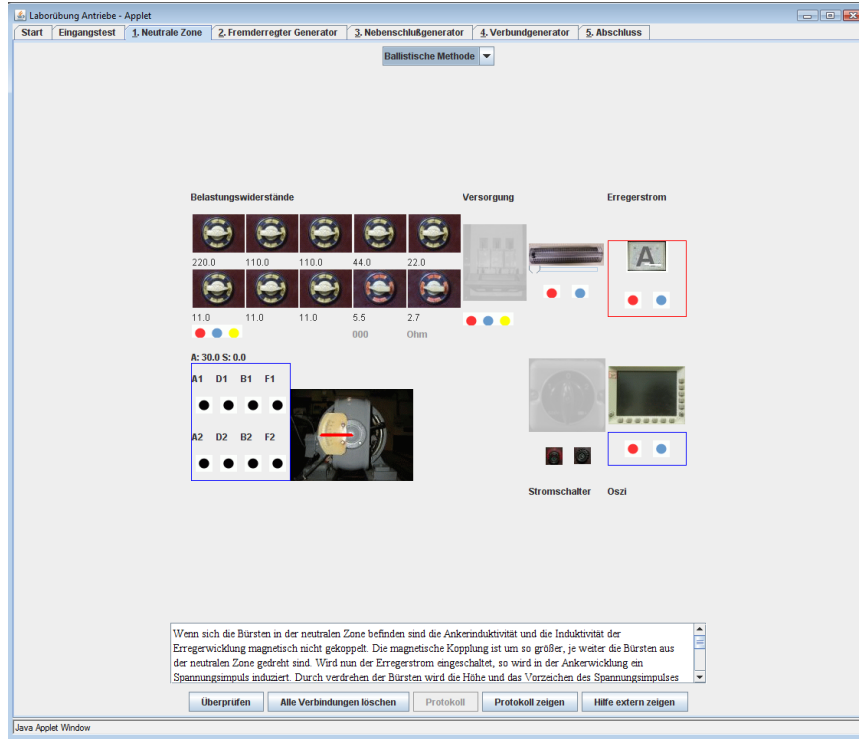 Laborübung Antriebe - Applet
Start Eingangstest 1. Neutrale Zone 2. Fremderregter Generator 3. Nebenschlußgenerator 4. Verbundgenerator 5. Abschluss
Ballistische Methode
Belastungswiderstände Versorgung Erregerstrom
220.0 110.0 110.0 44.0 22.0
A
11.0 11.0 11.0 5.5 2.7
000 Ohm
A: 30.0 S: 0.0
A1 D1 B1 F1
A2 D2 B2 F2
Stromschalter Oszi
Wenn sich die Bürsten in der neutralen Zone befinden sind die Ankerinduktivität und die Induktivität der
Erregerwicklung magnetisch nicht gekoppelt. Die magnetische Kopplung ist um so größer, je weiter die Bürsten aus
der neutralen Zone gedreht sind. Wird nun der Erregerstrom eingeschaltet, so wird in der Ankerwicklung ein
Spannungsimpuls induziert. Durch verdrehen der Bürsten wird die Höhe und das Vorzeichen des Spannungsimpulses
Überprüfen Alle Verbindungen löschen Protokoll Protokoll zeigen Hilfe extern zeigen
Java Applet Window